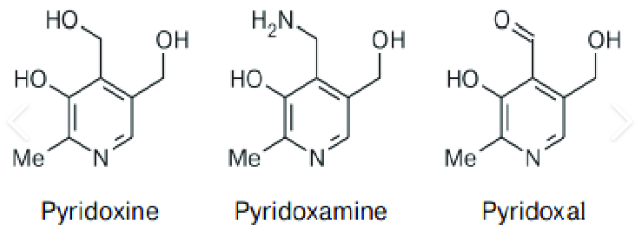 HO
OH
HO
Me
N
Pyridoxine
H₂N
OH
HO
Me
N
Pyridoxamine
O
OH
HO
Me
N
Pyridoxal